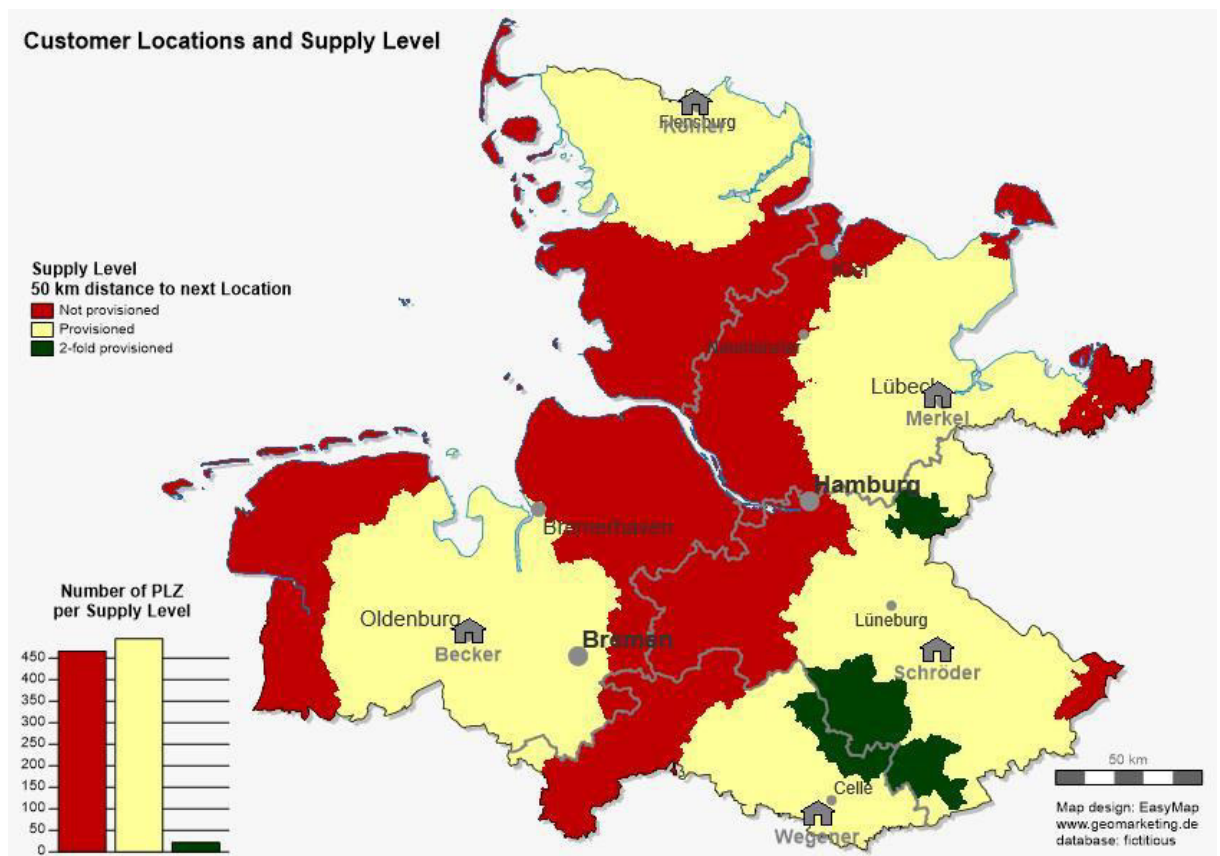 Customer Locations and Supply Level
Flensburg
Supply Level
50 km distance to next Location
Not provisioned
Provisioned
2-fold provisioned
Lübeck
Merkel
Hamburg
Bremerhaven
Number of PLZ
per Supply Level
450
400
350
300
250
200
150
100
50
0
Oldenburg
Becker
Bremen
Lüneburg
Schröder
Celle
Wegener
50 km
Map design: EasyMap
www.geomarketing.de
database: fictitious